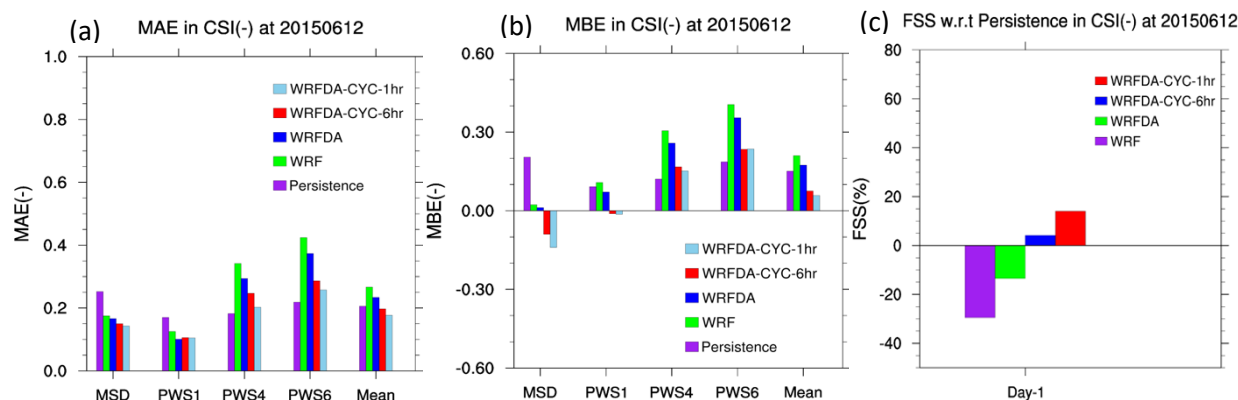 (a)
MAE in CSI(-) at 20150612
MAE(-)
1.0
0.8
0.6
0.4
0.2
0.0
WRFDA-CYC-1hr
WRFDA-CYC-6hr
WRFDA
WRF
Persistence
MSD PWS1 PWS4 PWS6 Mean
(b)
MBE in CSI(-) at 20150612
MBE(-)
0.60
0.30
0.00
-0.30
-0.60
WRFDA-CYC-1hr
WRFDA-CYC-6hr
WRFDA
WRF
Persistence
MSD PWS1 PWS4 PWS6 Mean
(c)
FSS w.r.t Persistence in CSI(-) at 20150612
FSS(%)
80
60
40
20
0
-20
-40
WRFDA-CYC-1hr
WRFDA-CYC-6hr
WRFDA
WRF
Day-1